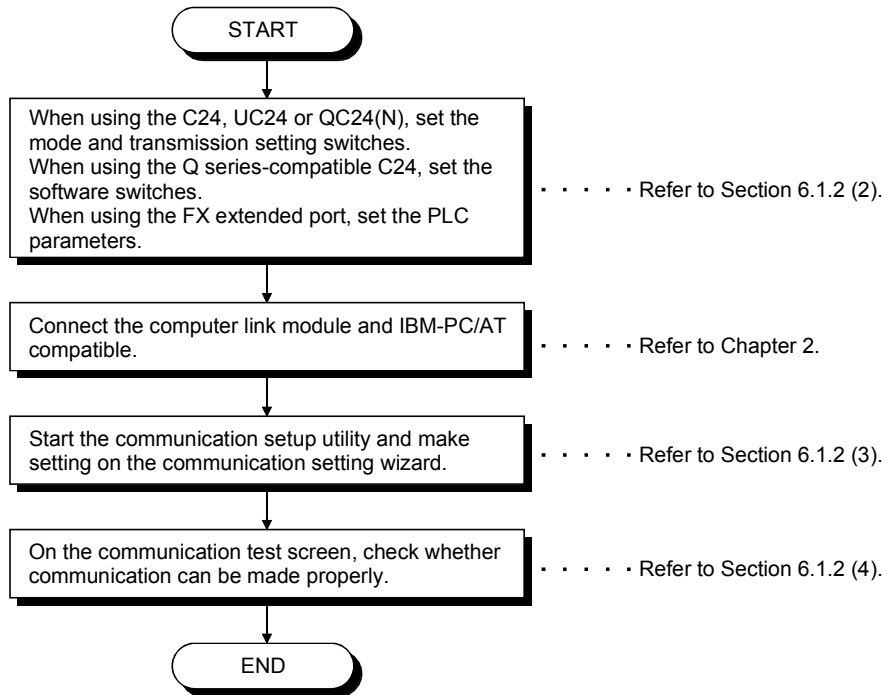 START
When using the C24, UC24 or QC24(N), set the
mode and transmission setting switches.
When using the Q series-compatible C24, set the
software switches.
When using the FX extended port, set the PLC
parameters.
· · · · · Refer to Section 6.1.2 (2).
Connect the computer link module and IBM-PC/AT
compatible.
· · · · · Refer to Chapter 2.
Start the communication setup utility and make
setting on the communication setting wizard.
· · · · · Refer to Section 6.1.2 (3).
On the communication test screen, check whether
communication can be made properly.
· · · · · Refer to Section 6.1.2 (4).
END